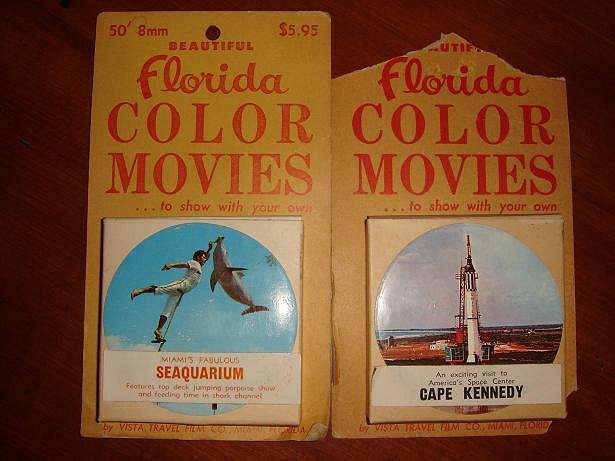 50' 8mm $5.95
BEAUTIFUL
Florida
COLOR
MOVIES
...to show with your own
MIAMI'S FABULOUS
SEAQUARIUM
Features top deck jumping porpoise show
and feeding time in shark channel
by VISTA TRAVEL FILM CO., MIAMI, FLORIDA
AUTIF
Florida
COLOR
MOVIES
...to show with your own
An exciting visit to
America's Space Center
CAPE KENNEDY
by VISTA TRAVEL FILM CO., MIAMI, FLORID